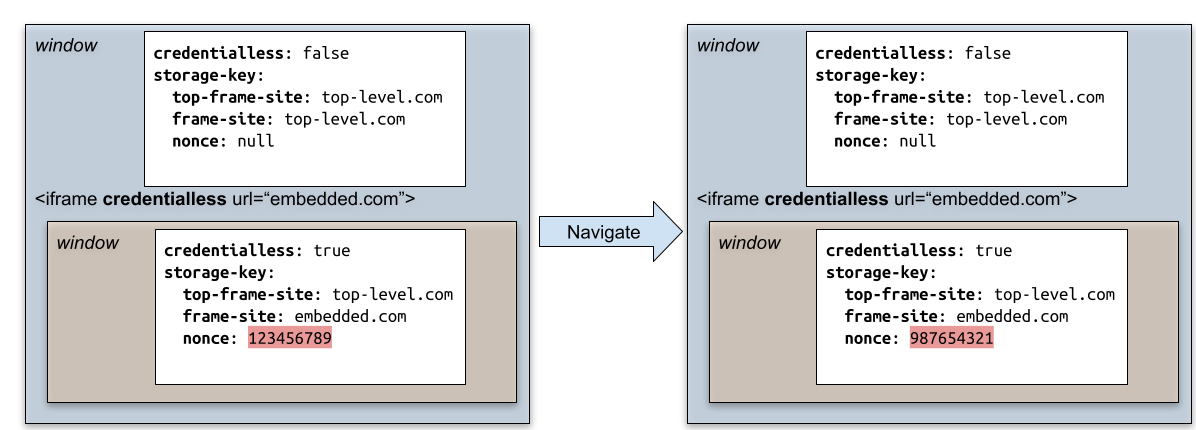 window
credentialless: false
storage-key:
top-frame-site: top-level.com
frame-site: top-level.com
nonce: null
<iframe credentialless url=“embedded.com”>
window
credentialless: true
storage-key:
top-frame-site: top-level.com
frame-site: embedded.com
nonce: 123456789
Navigate
window
credentialless: false
storage-key:
top-frame-site: top-level.com
frame-site: top-level.com
nonce: null
<iframe credentialless url=“embedded.com”>
window
credentialless: true
storage-key:
top-frame-site: top-level.com
frame-site: embedded.com
nonce: 987654321